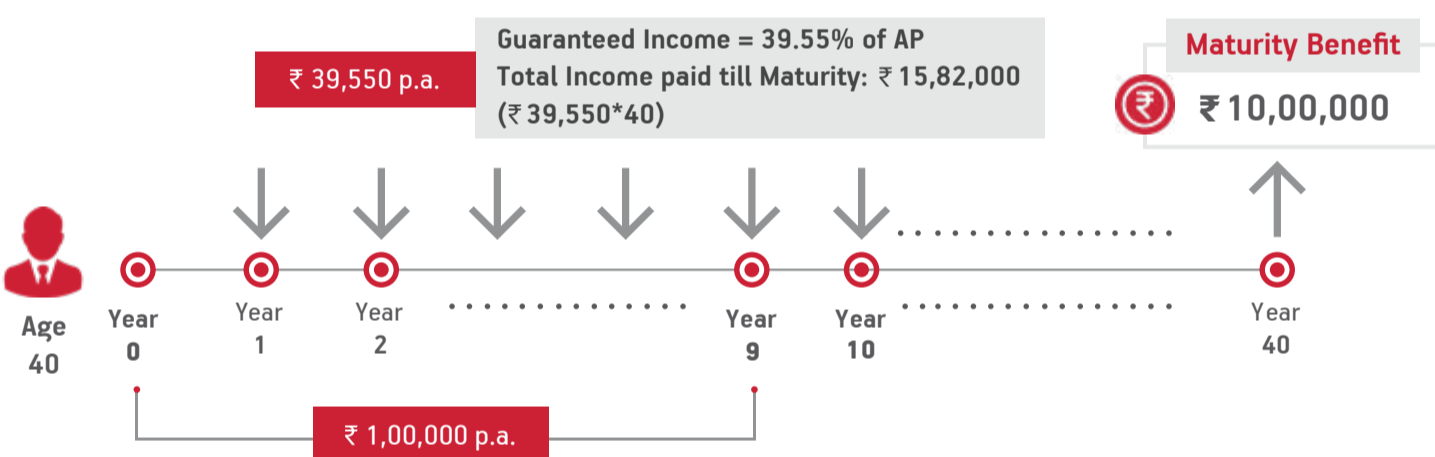 ₹ 39,550 p.a.
Guaranteed Income = 39.55% of AP
Total Income paid till Maturity: ₹ 15,82,000
(₹ 39,550*40)
Maturity Benefit
₹
₹ 10,00,000
Age
40
Year
0
Year
1
Year
2
Year
9
Year
10
Year
40
₹ 1,00,000 p.a.